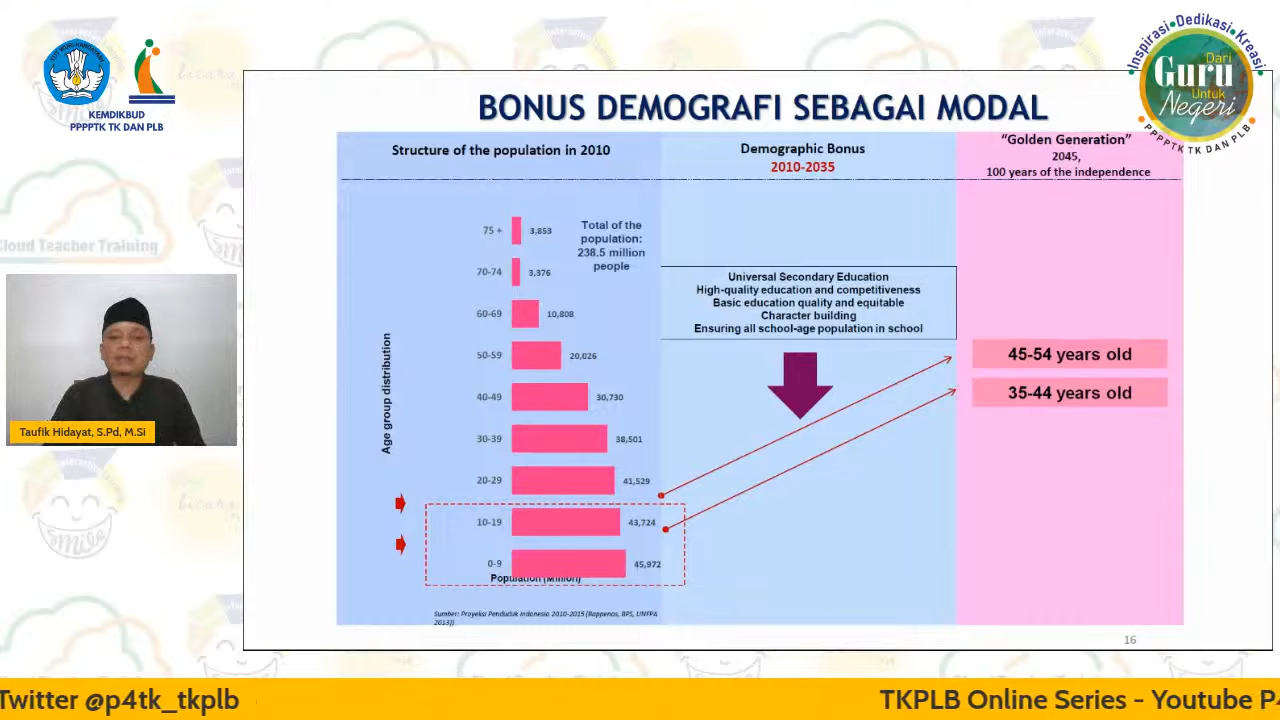 KEMDIKBUD
PPPPTK TK DAN PLB
Inspirasi • Dedikasi • Kreasi
Dari
Guru
Untuk
Negeri
PPPPTK TK DAN PLB
BONUS DEMOGRAFI SEBAGAI MODAL
Structure of the population in 2010
Demographic Bonus
2010-2035
“Golden Generation”
2045,
100 years of the independence
Total of the
population:
238.5 million
people
Age group distribution
75 + 3,853
70-74 3,376
60-69 10,808
50-59 20,026
40-49 30,730
30-39 38,501
20-29 41,529
10-19 43,724
0-9 45,972
Population (Million)
Sumber: Proyeksi Penduduk Indonesia 2010-2015 (Bappenas, BPS, UNFPA
2013))
Universal Secondary Education
High-quality education and competitiveness
Basic education quality and equitable
Character building
Ensuring all school-age population in school
45-54 years old
35-44 years old
16
Cloud Teacher Training
Taufik Hidayat, S.Pd, M.Si
Twitter @p4tk_tkplb
TKPLB Online Series - Youtube P4